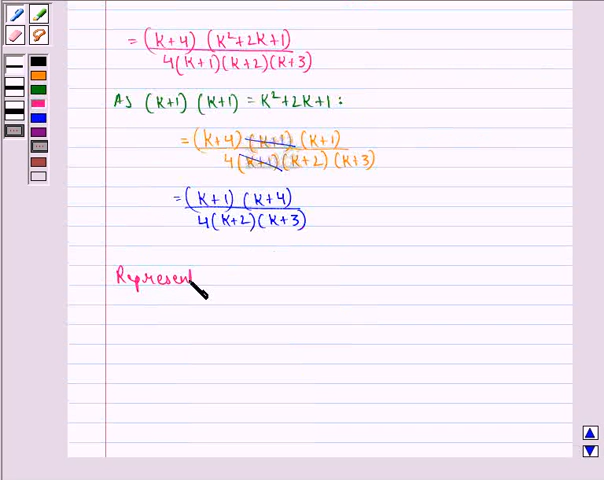 = (K+4) (K²+2K+1)
4(K+1)(K+2)(K+3)
As (K+1) (K+1) = K²+2K+1:
= (K+4) (K+1) (K+1)
4(K+1)(K+2)(K+3)
= (K+1) (K+4)
4(K+2)(K+3)
Represent